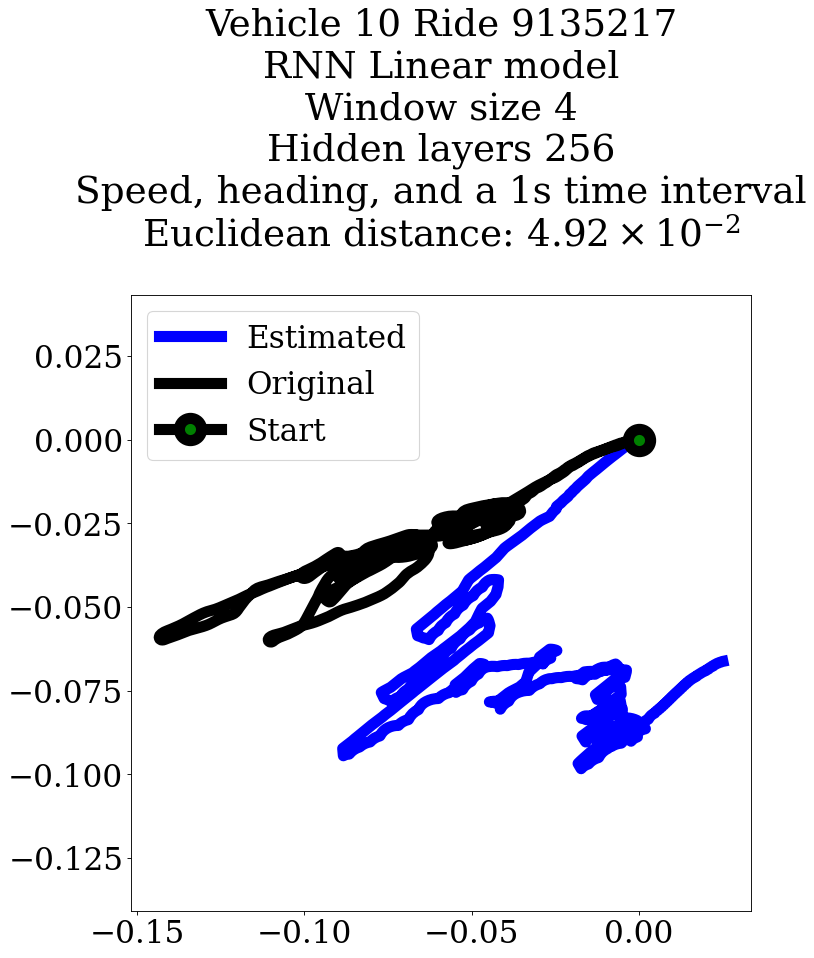 Vehicle 10 Ride 9135217
RNN Linear model
Window size 4
Hidden layers 256
Speed, heading, and a 1s time interval
Euclidean distance: 4.92 × 10⁻²
Estimated
Original
Start
0.025
0.000
−0.025
−0.050
−0.075
−0.100
−0.125
−0.15 −0.10 −0.05 0.00